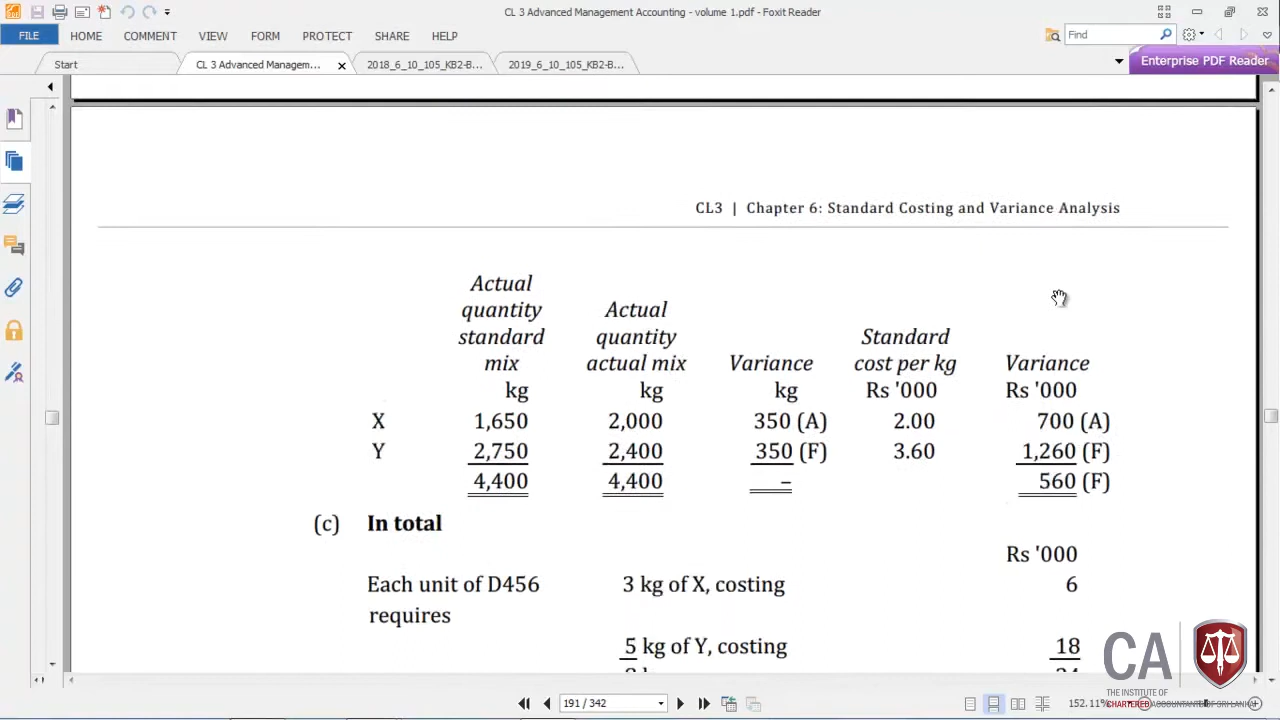 CL 3 Advanced Management Accounting - volume 1.pdf - Foxit Reader
FILE HOME COMMENT VIEW FORM PROTECT SHARE HELP
Find
Start CL 3 Advanced Managem... 2018_6_10_105_KB2-B... 2019_6_10_105_KB2-B...
Enterprise PDF Reader
CL3 | Chapter 6: Standard Costing and Variance Analysis
Actual quantity standard mix Actual quantity actual mix Variance Standard cost per kg Variance
kg kg kg Rs '000 Rs '000
X 1,650 2,000 350 (A) 2.00 700 (A)
Y 2,750 2,400 350 (F) 3.60 1,260 (F)
4,400 4,400 – 560 (F)
(c) In total
Rs '000
Each unit of D456 requires 3 kg of X, costing 6
5 kg of Y, costing 18
CA
THE INSTITUTE OF
CHARTERED ACCOUNTANTS OF SRI LANKA
191 / 342
152.11%